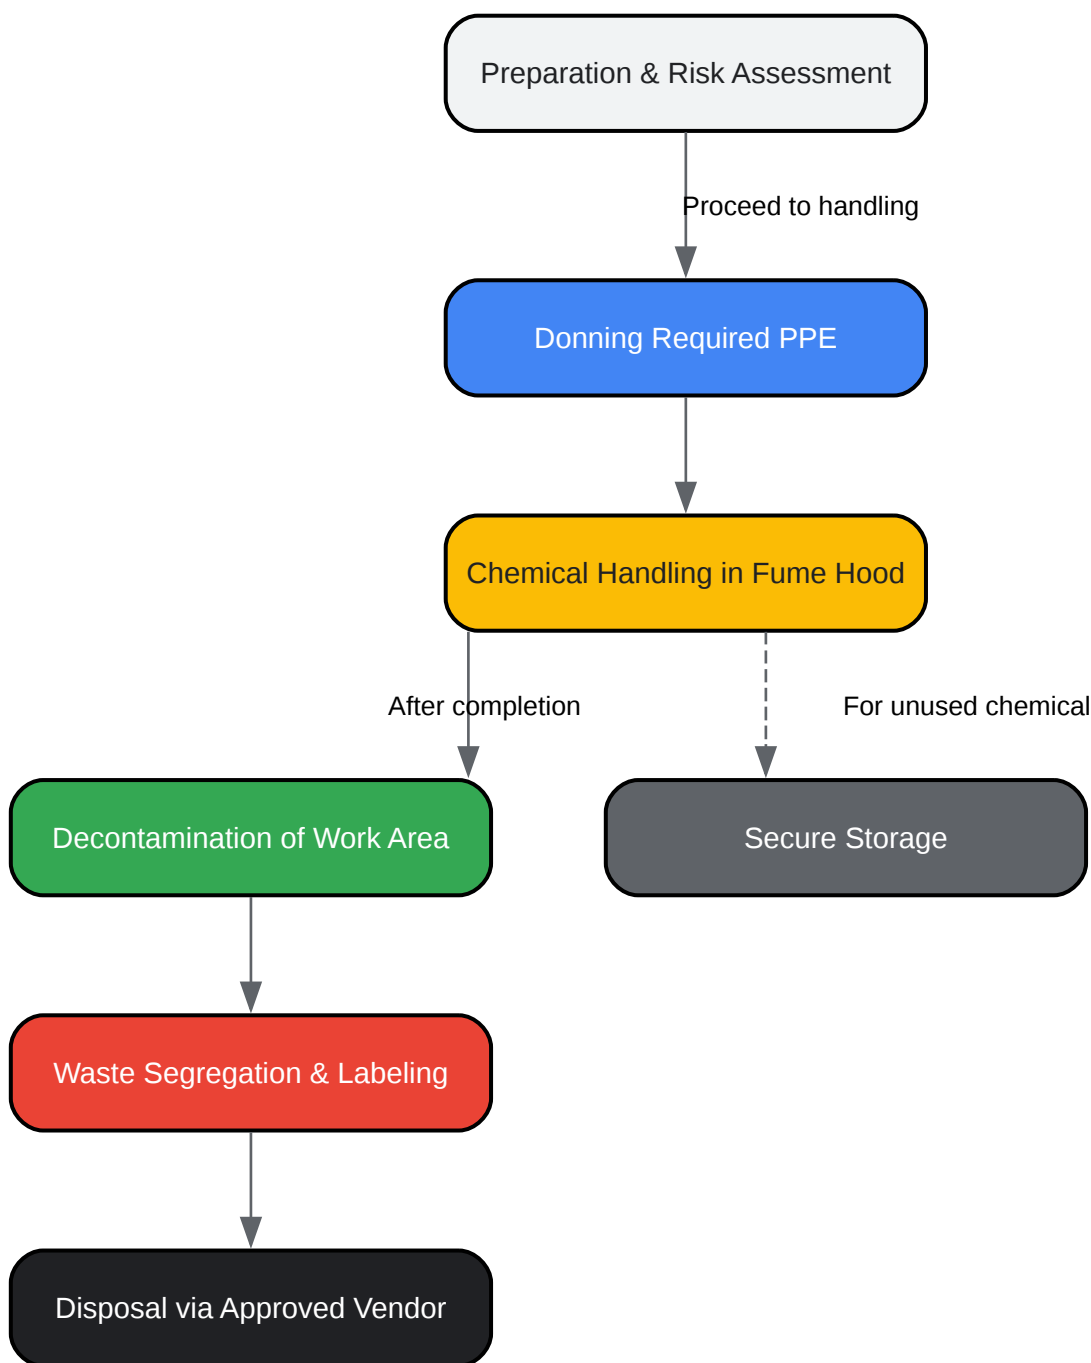 Preparation & Risk Assessment
Proceed to handling
Donning Required PPE
Chemical Handling in Fume Hood
After completion
For unused chemical
Decontamination of Work Area
Secure Storage
Waste Segregation & Labeling
Disposal via Approved Vendor